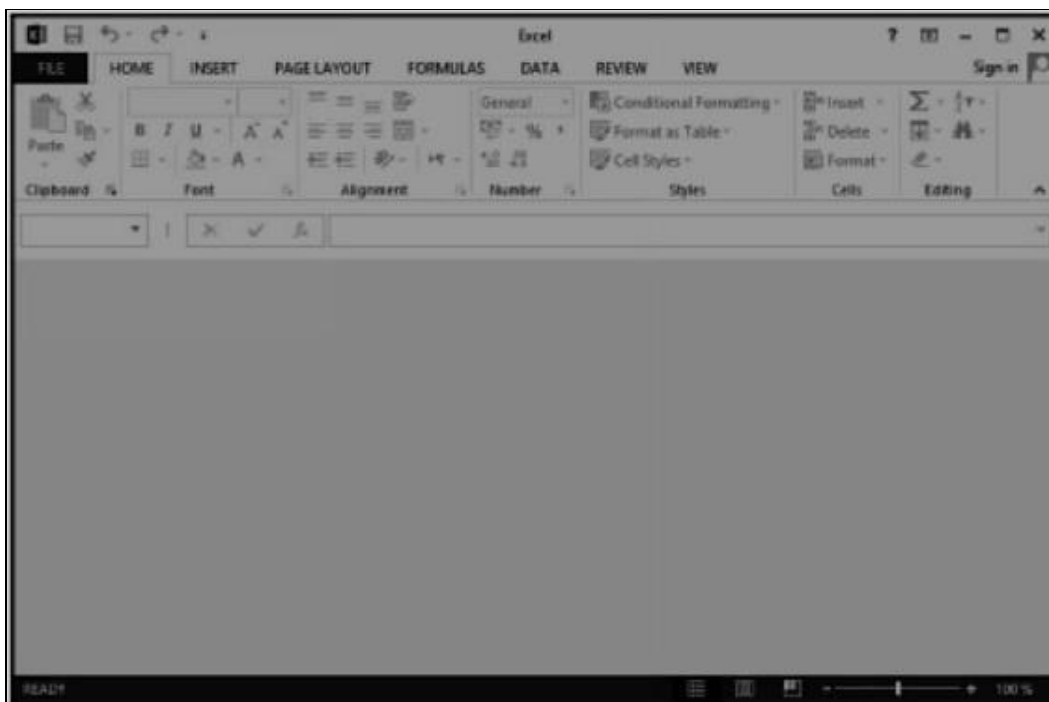 Excel ?
FILE HOME INSERT PAGE LAYOUT FORMULAS DATA REVIEW VIEW Sign in
General Conditional Formatting Insert
B I U A A % Format as Table Delete
Paste A Cell Styles Format
Clipboard Font Alignment Number Styles Cells Editing
fx
READY 100%